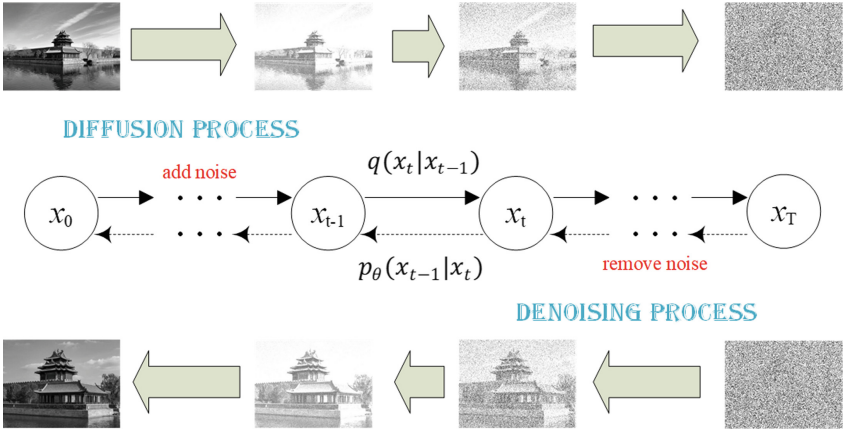 DIFFUSION PROCESS
q(x_t|x_{t-1})
add noise
x_0 ··· x_{t-1} x_t ··· x_T
···  ···
p_θ(x_{t-1}|x_t)
remove noise
DENOISING PROCESS